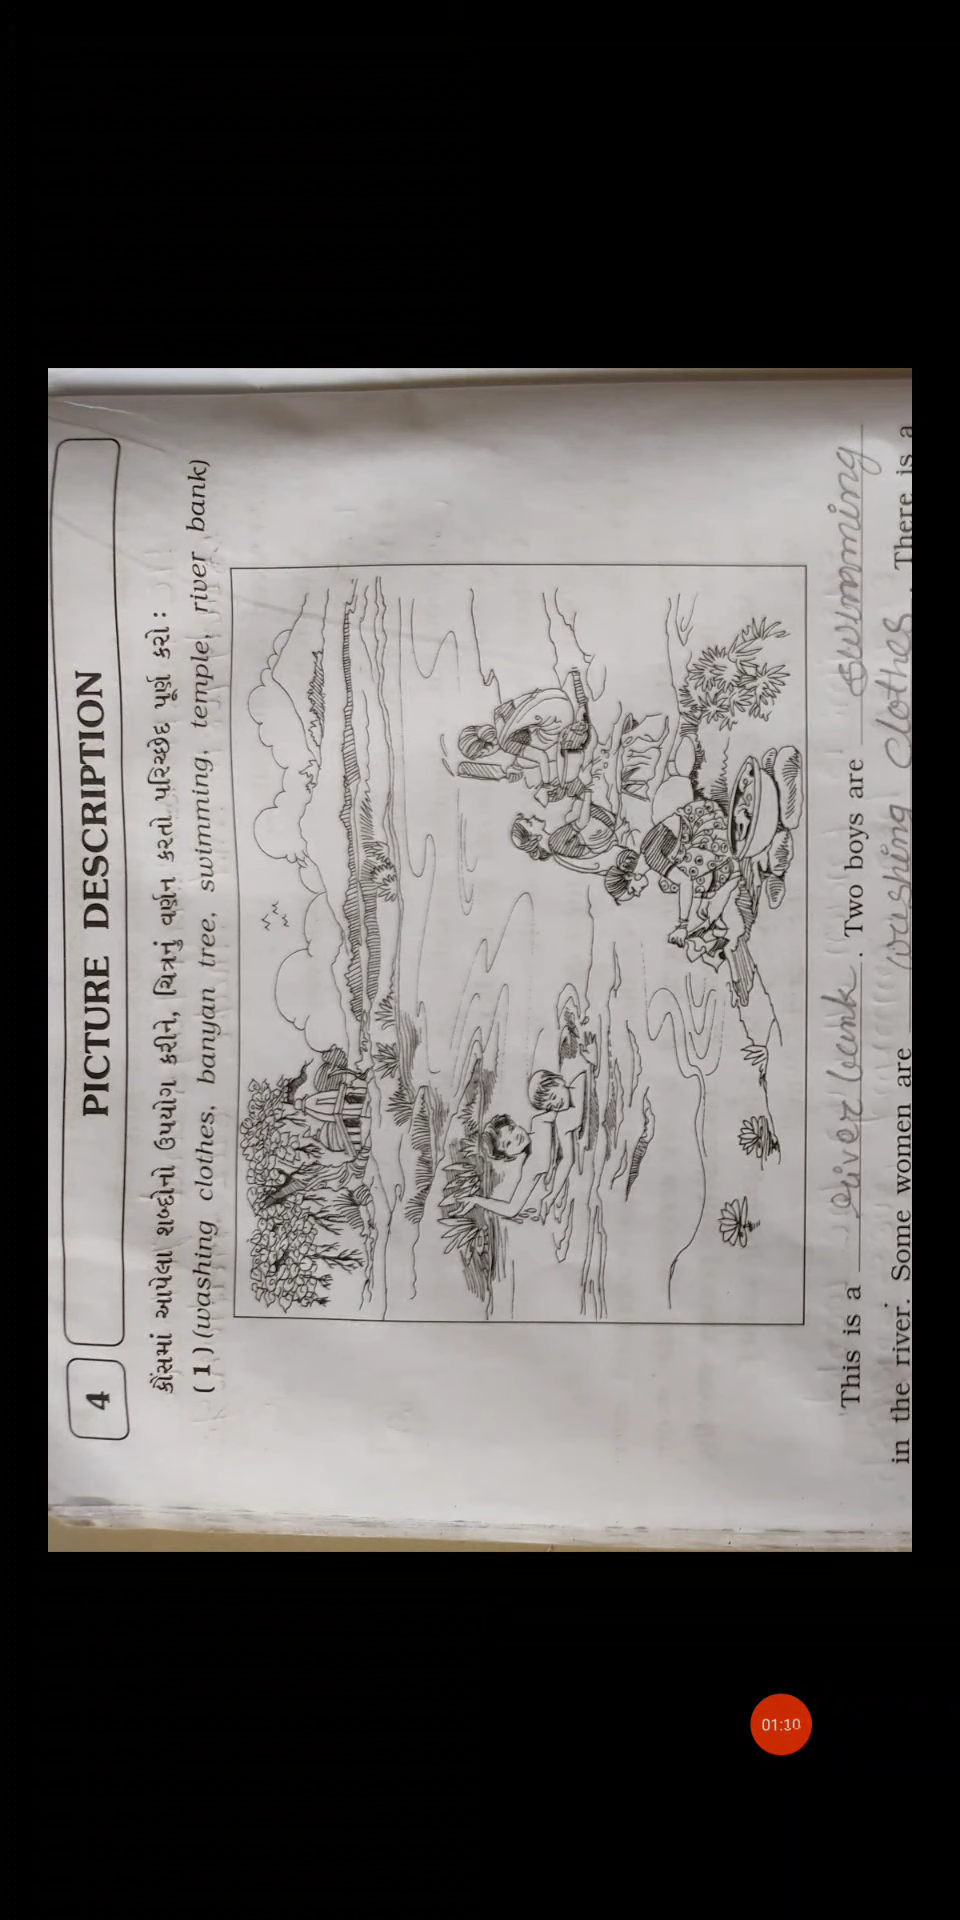 4
PICTURE DESCRIPTION
કૌંસમાં આપેલા શબ્દોનો ઉપયોગ કરીને, ચિત્રનું વર્ણન કરતો પરિચ્છેદ પૂર્ણ કરો :
( 1 ) (washing clothes, banyan tree, swimming, temple, river bank)
This is a river bank. Two boys are swimming
in the river. Some women are washing clothes. There is a
01:10